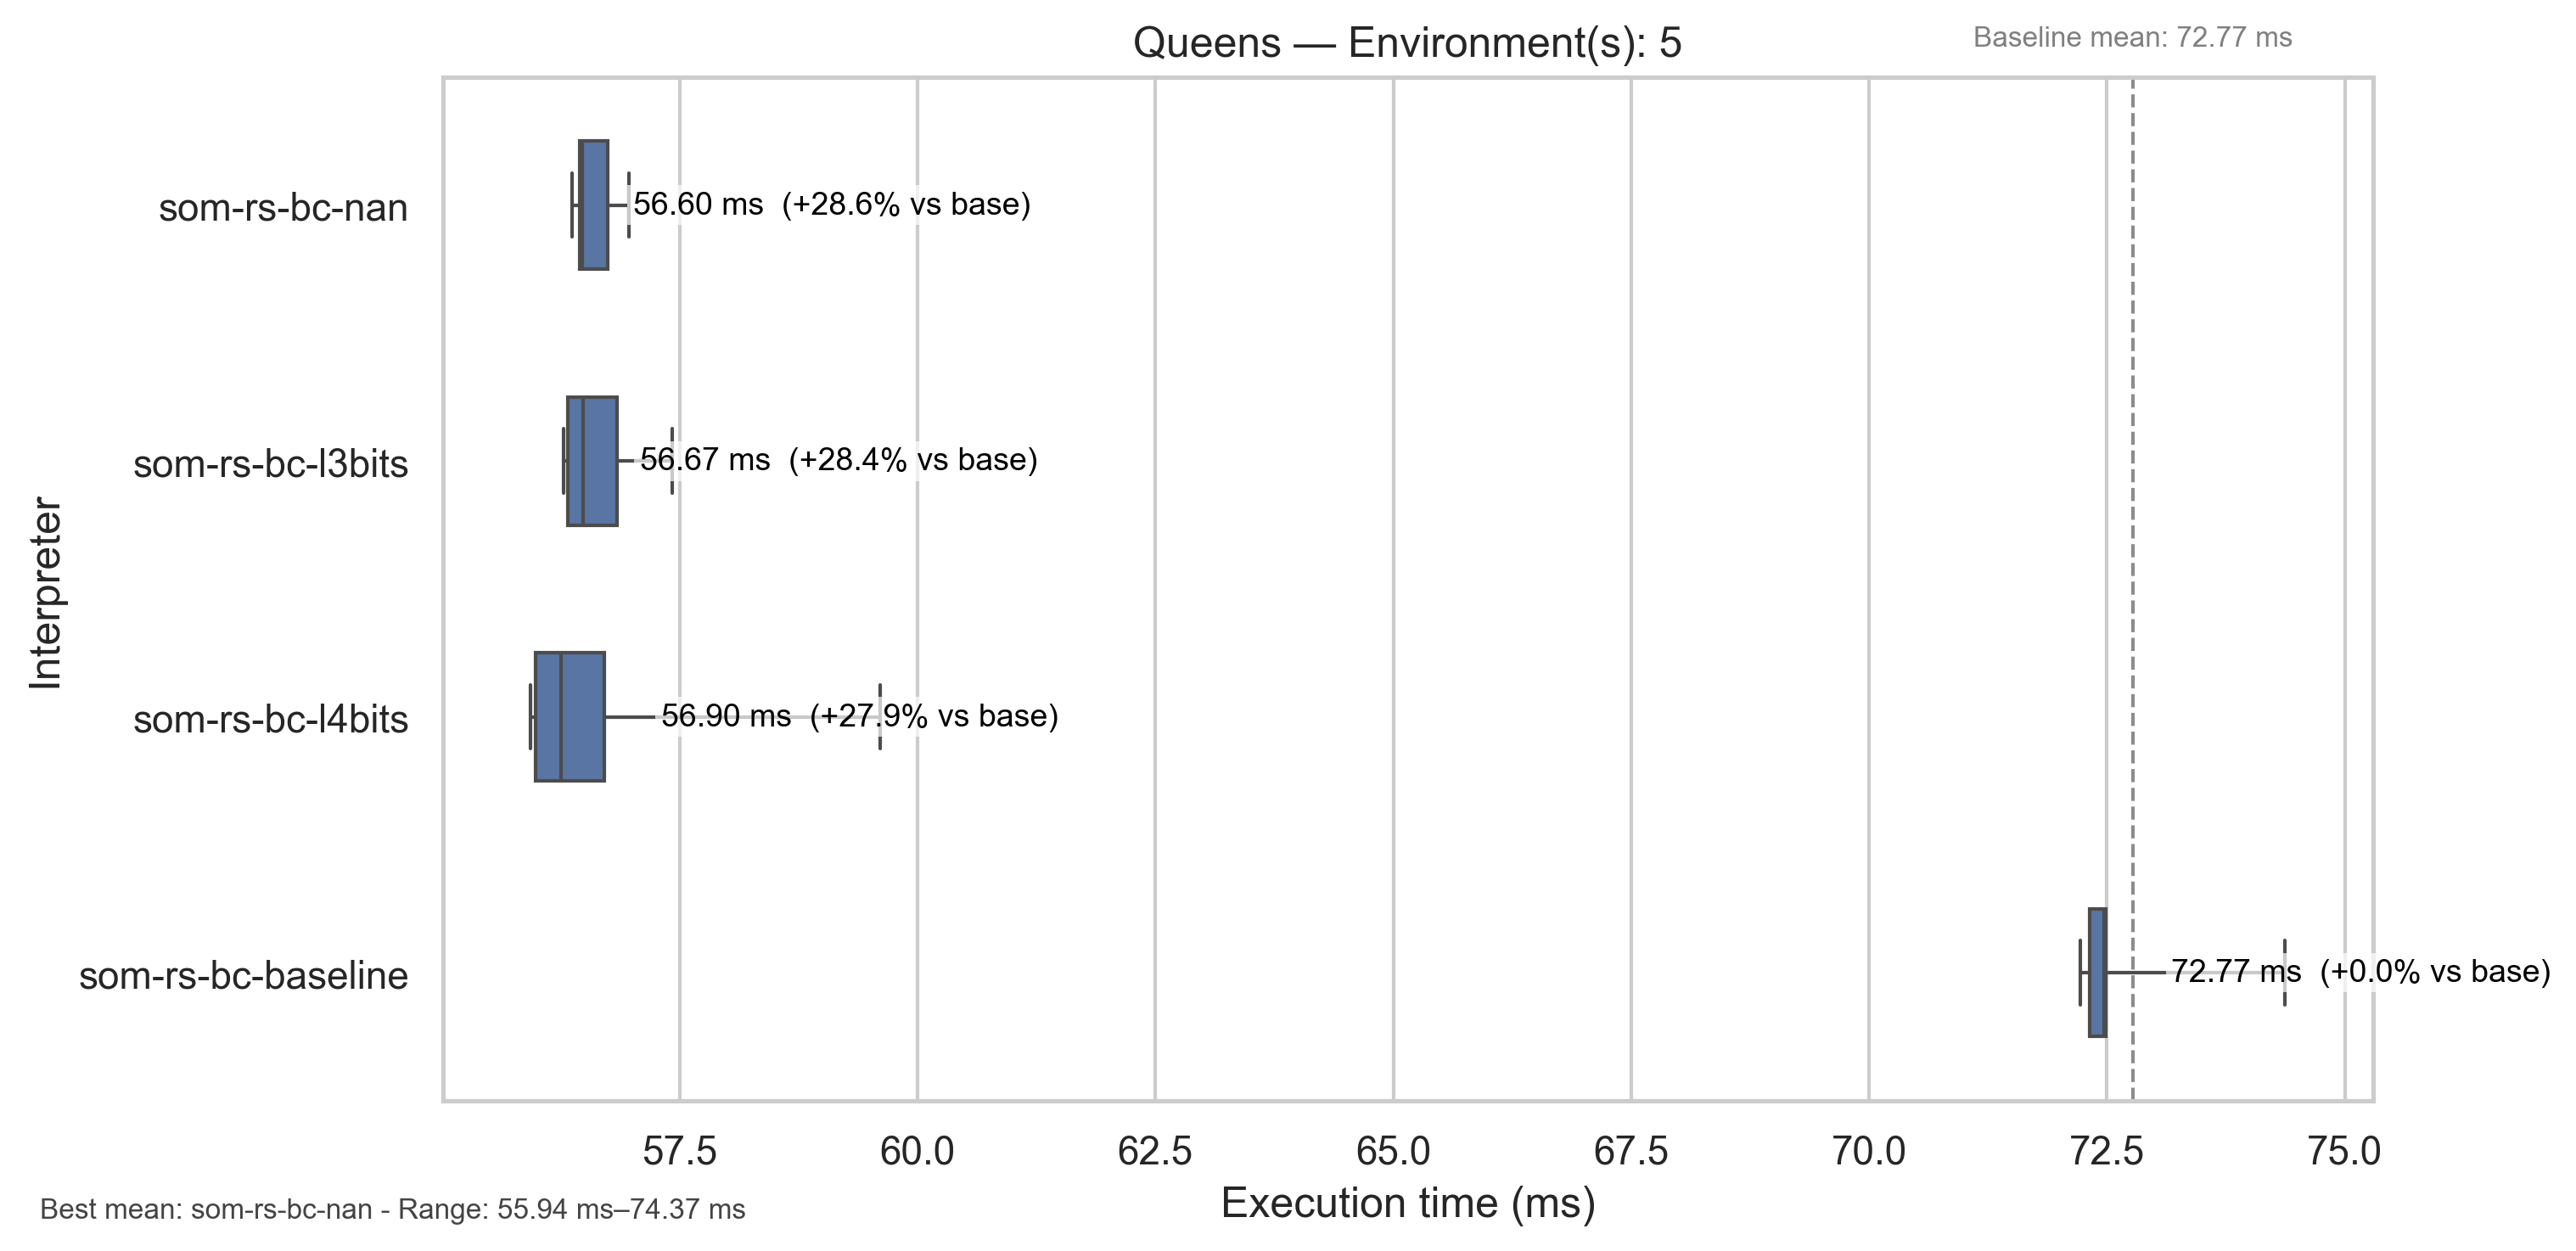 Queens — Environment(s): 5
Baseline mean: 72.77 ms
Interpreter
som-rs-bc-nan
56.60 ms (+28.6% vs base)
som-rs-bc-l3bits
56.67 ms (+28.4% vs base)
som-rs-bc-l4bits
56.90 ms (+27.9% vs base)
som-rs-bc-baseline
72.77 ms (+0.0% vs base)
57.5 60.0 62.5 65.0 67.5 70.0 72.5 75.0
Execution time (ms)
Best mean: som-rs-bc-nan - Range: 55.94 ms–74.37 ms